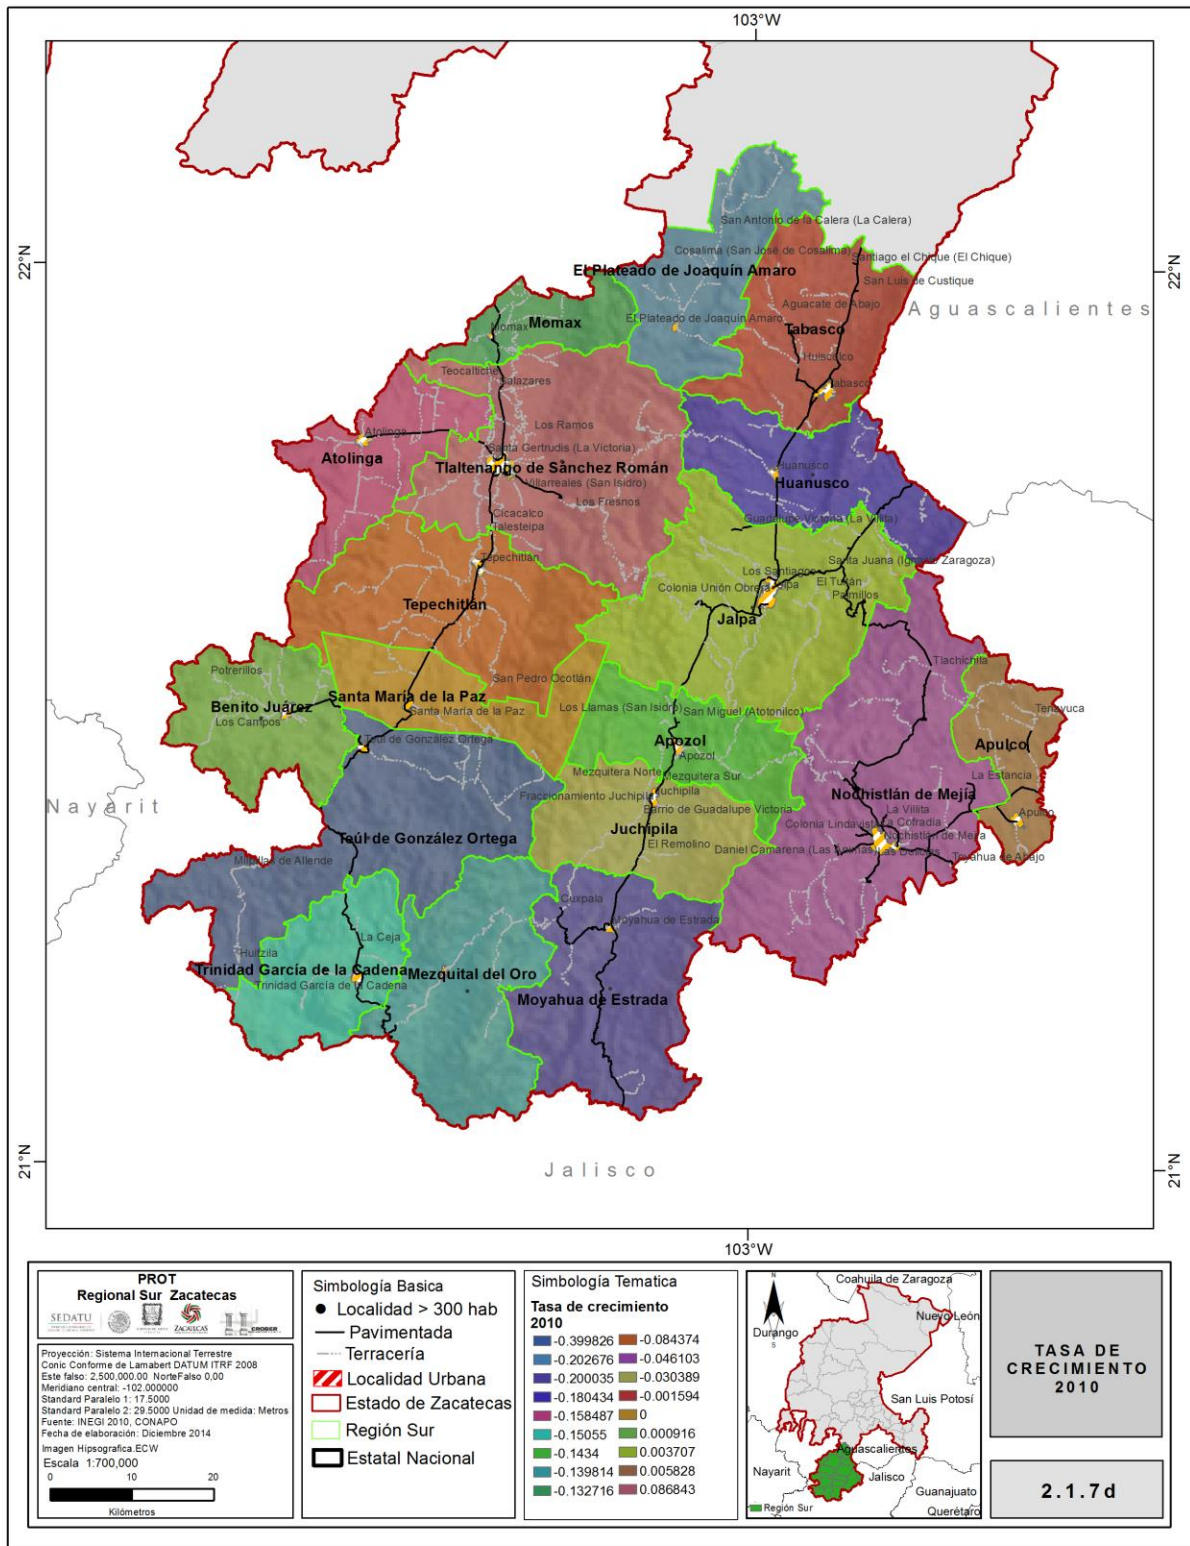 103°W
22°N
22°N
San Antonio de la Calera (La Calera)
Cosalima (San José de Cosalima)
Santiago el Chique (El Chique)
El Plateado de Joaquín Amaro
San Luis de Custique
Aguascalientes
Aguacate de Abajo
El Plateado de Joaquín Amaro
Momax
Momax
Tabasco
Huiscolco
Teocaltiche
Salazares
Tabasco
Los Ramos
Atolinga
Santa Gertrudis (La Victoria)
Atolinga
Tlaltenango de Sánchez Román
Huanusco
Villarreales (San Isidro)
Huanusco
Los Fresnos
Cicacalco
Talesteipa
Guadalupe Victoria (La Villita)
Tepechitlán
Santa Juana (Ignacio Zaragoza)
Los Santiagos
El Tuitán
Colonia Unión Obrera
Jalpa
Palmillos
Tepechitlán
Jalpa
Tlachichila
Potrerillos
San Pedro Ocotlán
Santa María de la Paz
Benito Juárez
Los Llamas (San Isidro)
Santa María de la Paz
San Miguel (Atotonilco)
Tenayuca
Los Campos
Teúl de González Ortega
Apozol
Apulco
Apozol
Mezquitera Norte
Mezquitera Sur
La Estancia
Nayarit
Fraccionamiento Juchipila
Juchipila
Nochistlán de Mejía
Barrio de Guadalupe Victoria
La Villita
Apulco
Colonia Lindavista
La Cofradía
Juchipila
Teúl de González Ortega
Nochistlán de Mejía
El Remolino
Daniel Camarena (Las Animas)
Las Delicias
Toyahua de Abajo
Milpillas de Allende
Cuxpala
Moyahua de Estrada
La Ceja
Huitzila
Trinidad García de la Cadena
Mezquital del Oro
Trinidad García de la Cadena
Moyahua de Estrada
21°N
21°N
Jalisco
103°W
PROT
Regional Sur Zacatecas
SEDATU
ZACATECAS
Proyección: Sistema Internacional Terrestre
Conic Conforme de Lamabert DATUM ITRF 2008
Este falso: 2,500,000.00 NorteFalso 0,00
Meridiano central: -102.000000
Standard Paralelo 1: 17.5000
Standard Paralelo 2: 29.5000 Unidad de medida: Metros
Fuente: INEGI 2010, CONAPO
Fecha de elaboración: Diciembre 2014
Imagen Hipsografica.ECW
Escala 1:700,000
0 10 20
Kilómetros
Simbología Basica
Localidad > 300 hab
Pavimentada
Terracería
Localidad Urbana
Estado de Zacatecas
Región Sur
Estatal Nacional
Simbología Tematica
Tasa de crecimiento
2010
-0.399826 -0.084374
-0.202676 -0.046103
-0.200035 -0.030389
-0.180434 -0.001594
-0.158487 0
-0.15055 0.000916
-0.1434 0.003707
-0.139814 0.005828
-0.132716 0.086843
N
Coahuila de Zaragoza
Nuevo León
Durango
San Luis Potosí
Aguascalientes
Nayarit
Jalisco
Guanajuato
Región Sur
Querétaro
TASA DE
CRECIMIENTO
2010
2.1.7d